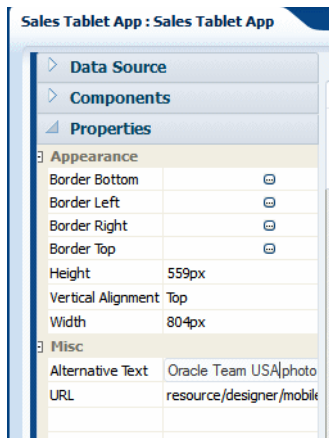 Sales Tablet App : Sales Tablet App
Data Source
Components
Properties
Appearance
Border Bottom
Border Left
Border Right
Border Top
Height 559px
Vertical Alignment Top
Width 804px
Misc
Alternative Text Oracle Team USA photo
URL resource/designer/mobile